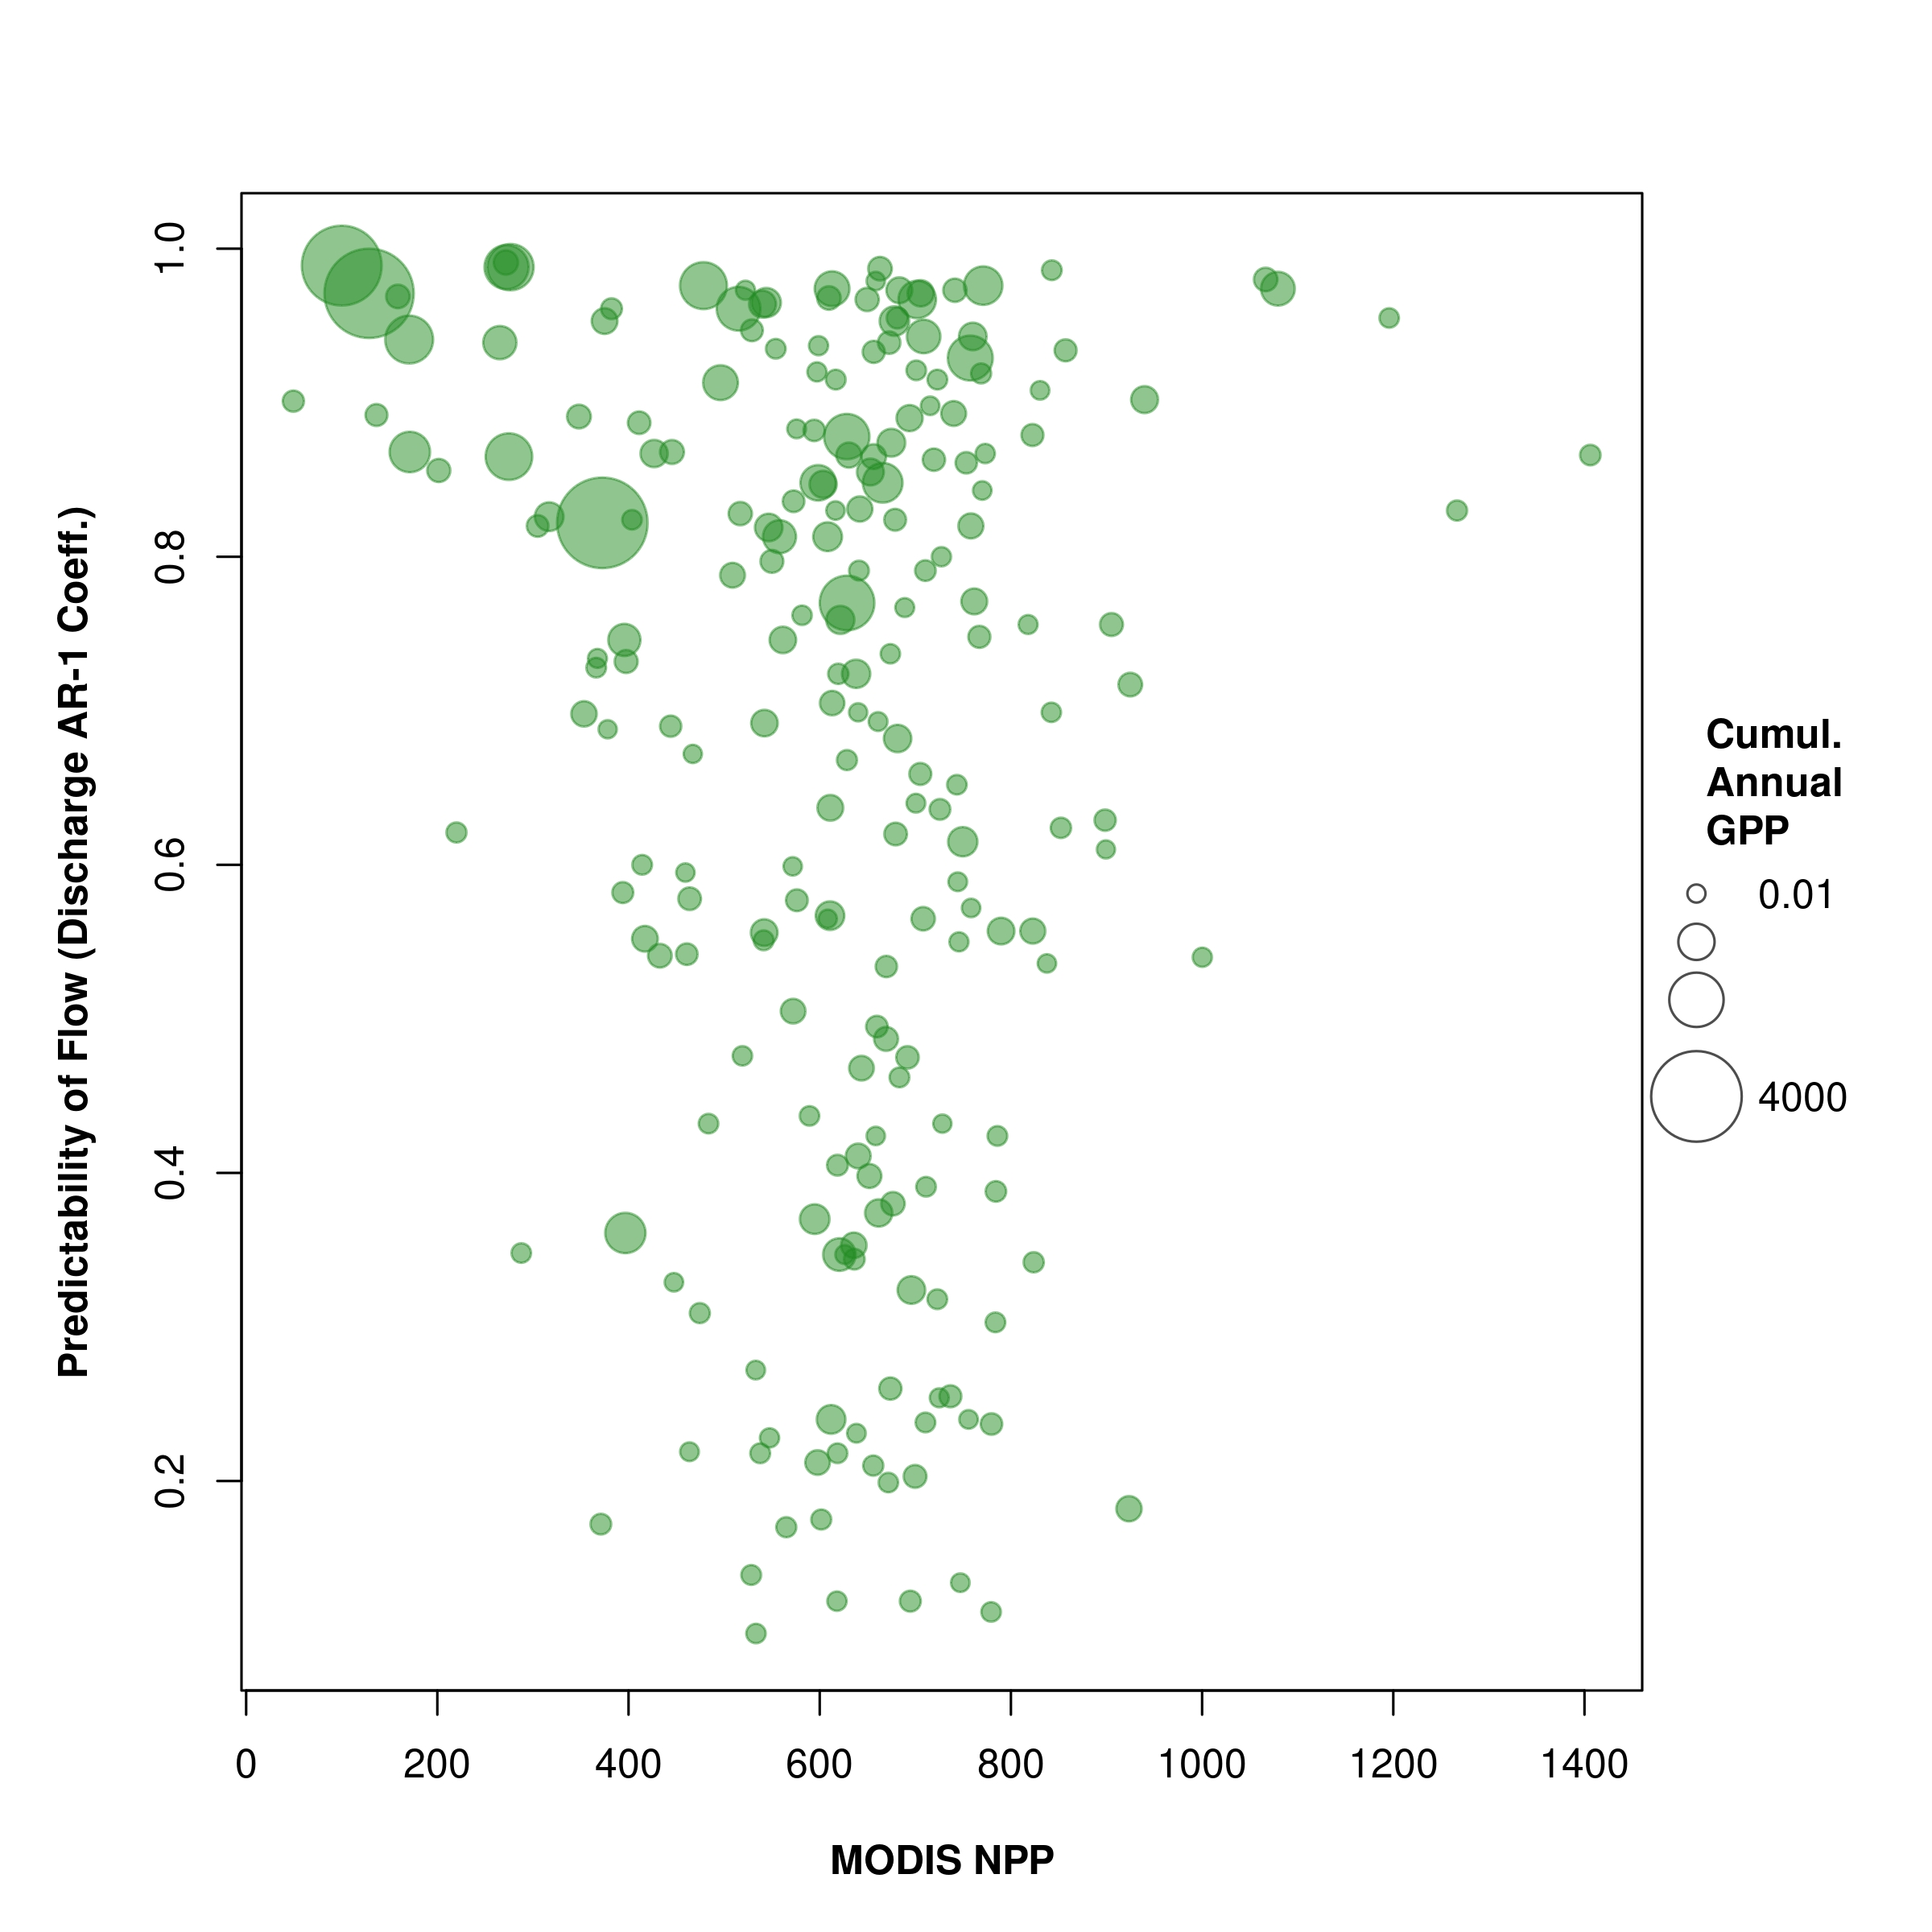 1.0
0.8
0.6
0.4
0.2
Predictability of Flow (Discharge AR-1 Coeff.)
Cumul.
Annual
GPP
0.01
4000
0 200 400 600 800 1000 1200 1400
MODIS NPP